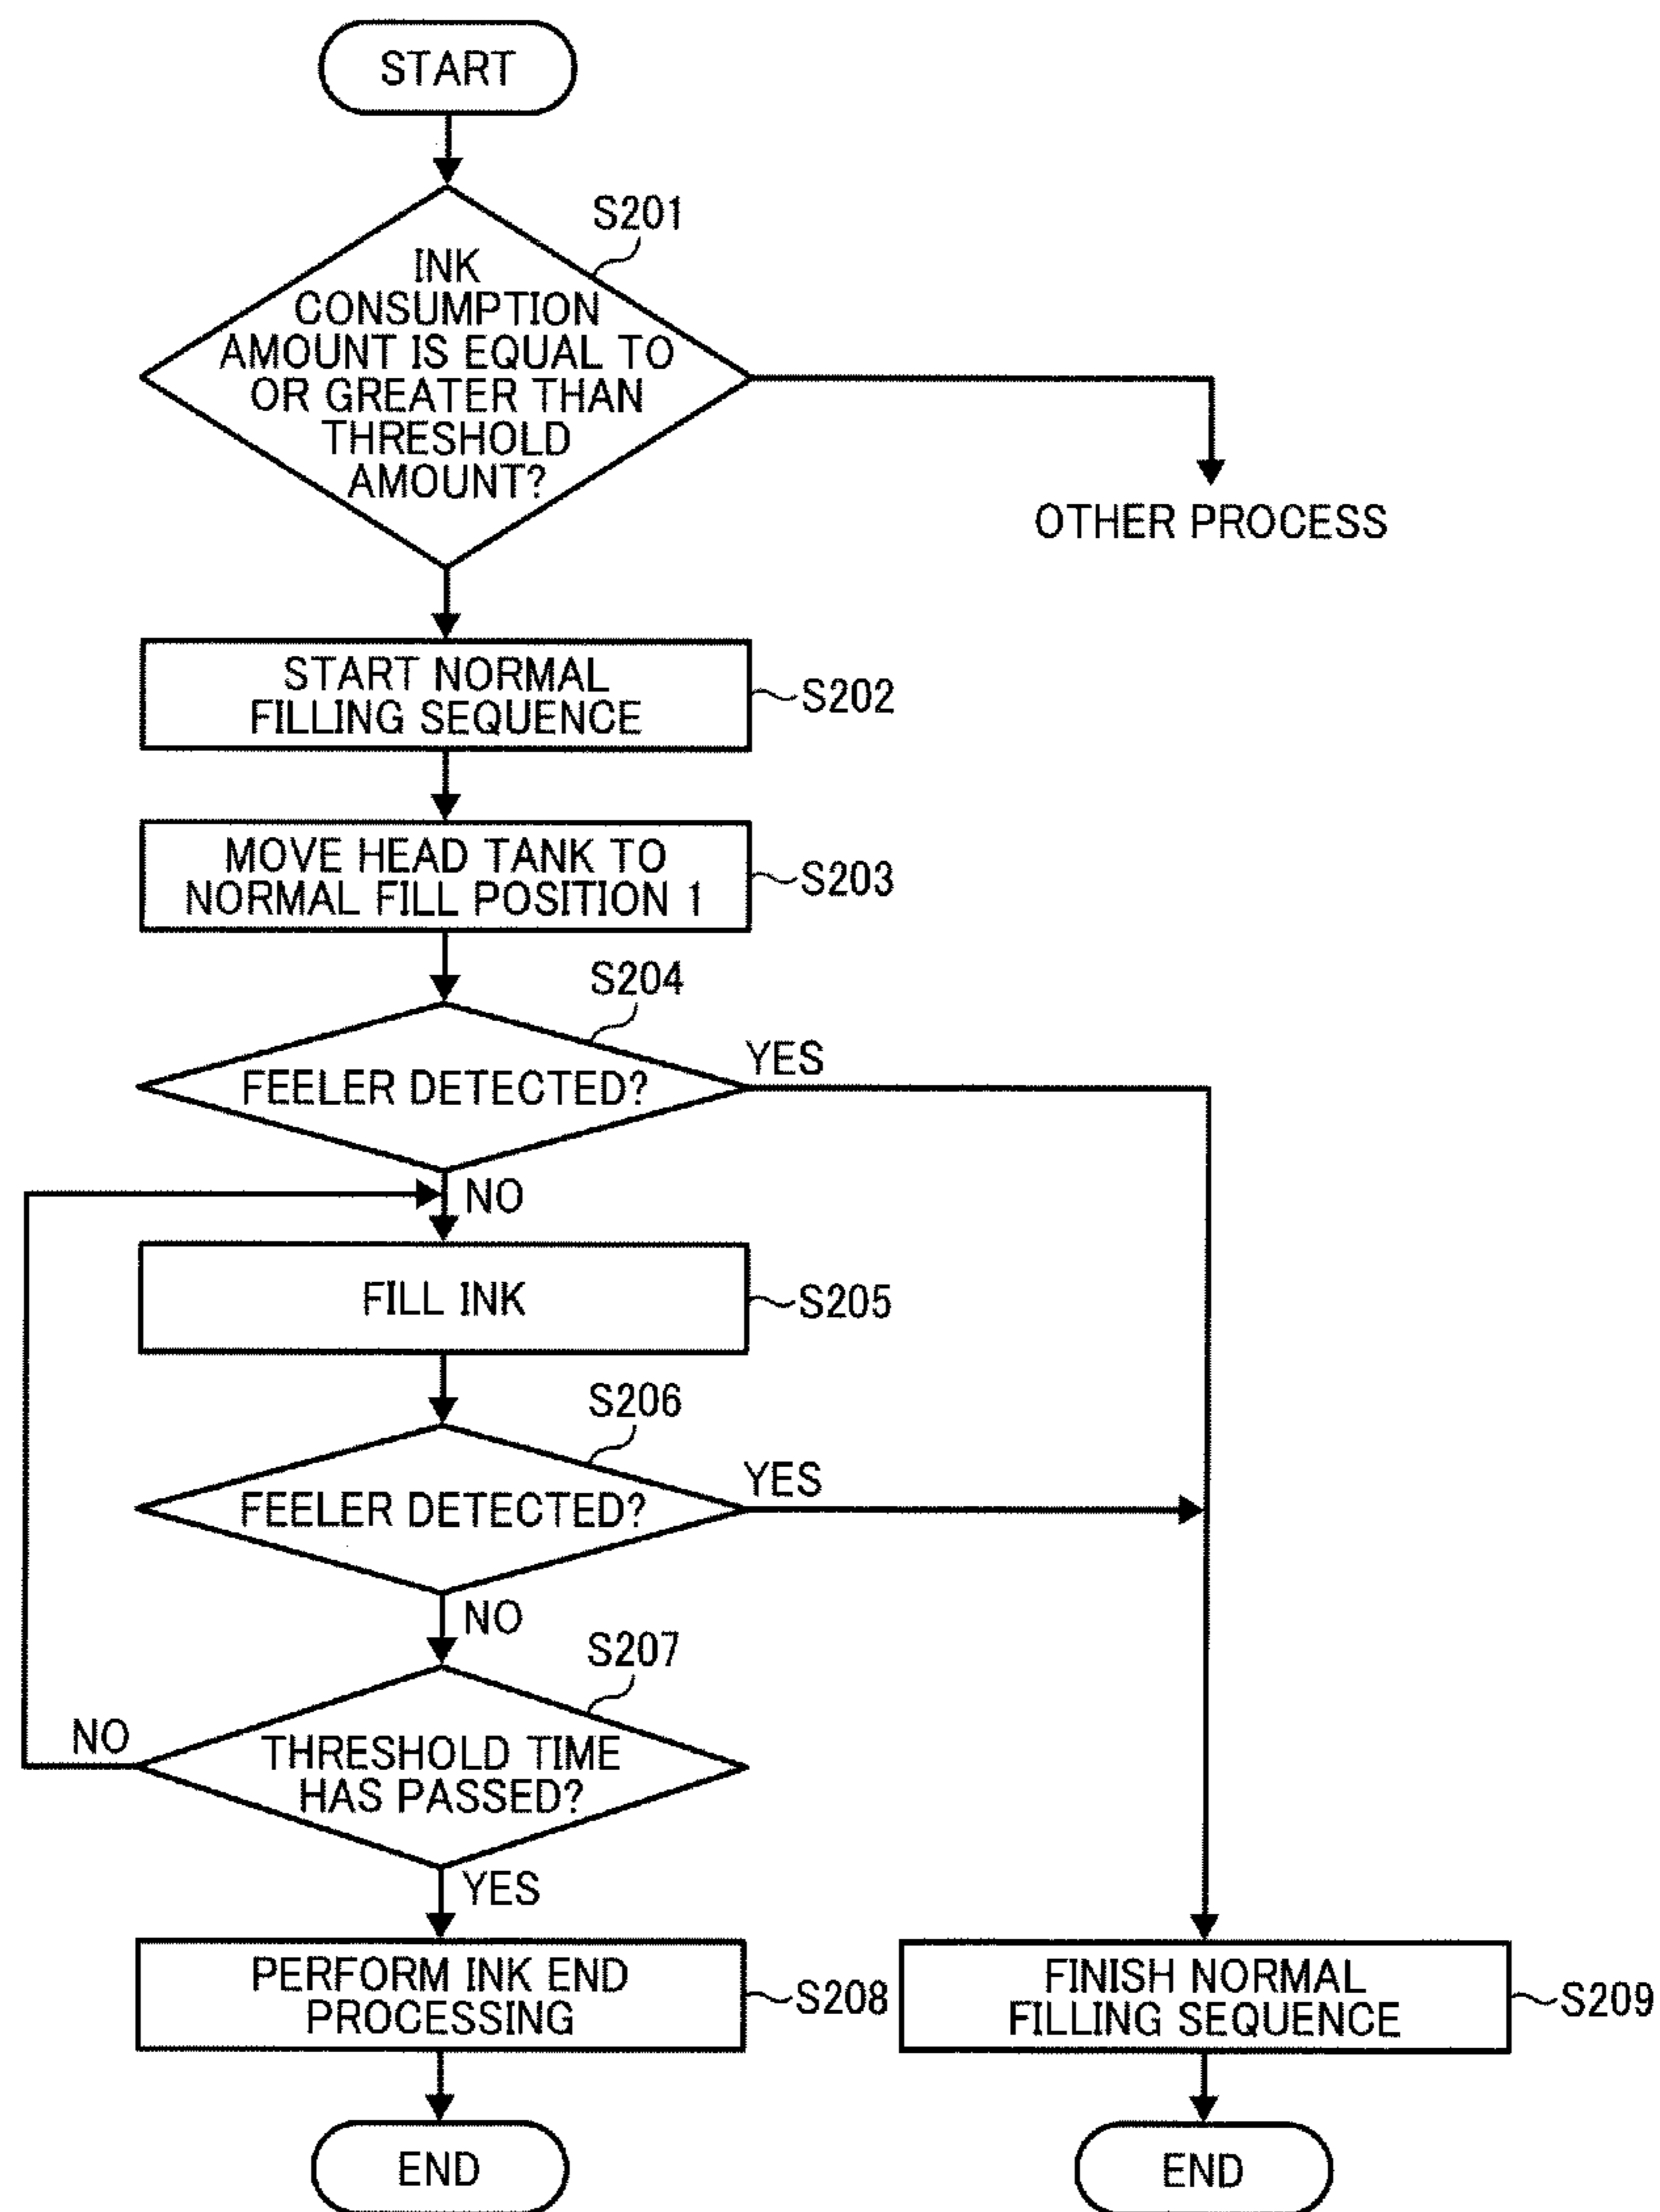 START
S201
INK
CONSUMPTION
AMOUNT IS EQUAL TO
OR GREATER THAN
THRESHOLD
AMOUNT?
OTHER PROCESS
START NORMAL
FILLING SEQUENCE
S202
MOVE HEAD TANK TO
NORMAL FILL POSITION 1
S203
S204
FEELER DETECTED?
YES
NO
FILL INK
S205
S206
FEELER DETECTED?
YES
NO
S207
THRESHOLD TIME
HAS PASSED?
NO
YES
PERFORM INK END
PROCESSING
S208
FINISH NORMAL
FILLING SEQUENCE
S209
END
END